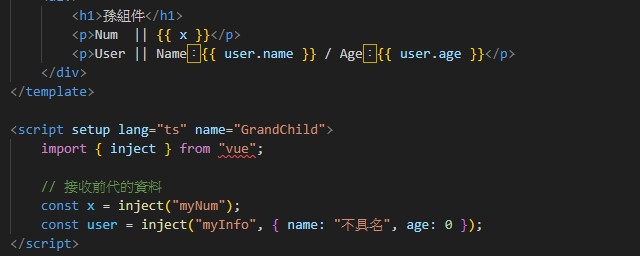 <h1>孫組件</h1>
<p>Num  || {{ x }}</p>
<p>User || Name：{{ user.name }} / Age：{{ user.age }}</p>
</div>
</template>
<script setup lang="ts" name="GrandChild">
import { inject } from "vue";
// 接收前代的資料
const x = inject("myNum");
const user = inject("myInfo", { name: "不具名", age: 0 });
</script>